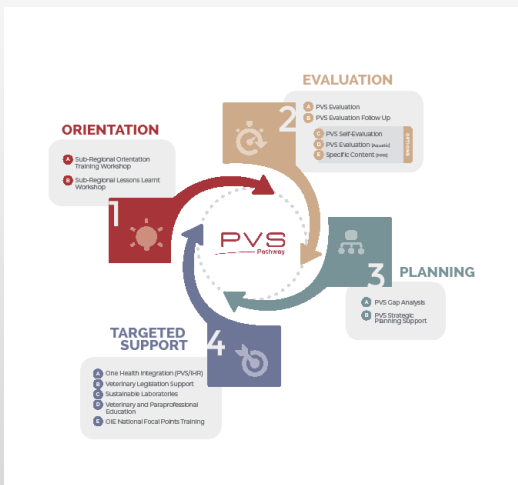 EVALUATION
2
A PVS Evaluation
B PVS Evaluation Follow Up
C PVS Self-Evaluation
D PVS Evaluation (Aquatic)
E Specific Content (PPR)
OPTIONS
ORIENTATION
A Sub-Regional Orientation
Training Workshop
B Sub-Regional Lessons Learnt
Workshop
1
PVS
Pathway
3
PLANNING
A PVS Gap Analysis
B PVS Strategic
Planning Support
TARGETED
SUPPORT
4
A One Health Integration (PVS/IHR)
B Veterinary Legislation Support
C Sustainable Laboratories
D Veterinary and Paraprofessional
Education
E OIE National Focal Points Training